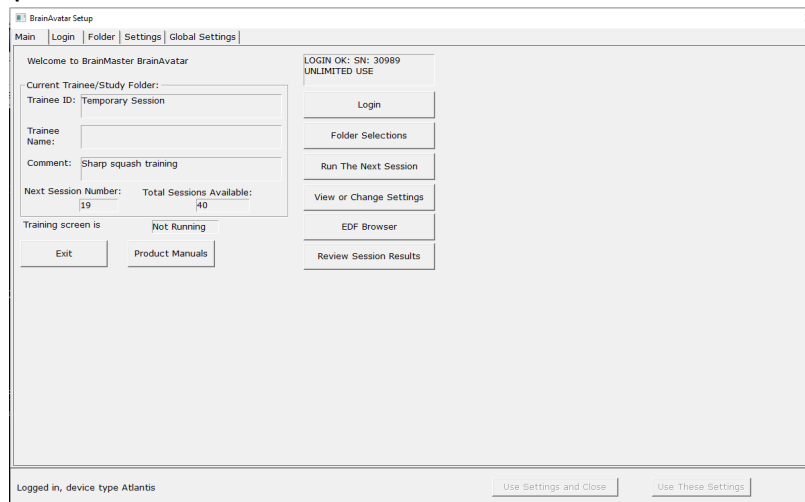 BrainAvatar Setup
Main Login Folder Settings Global Settings
Welcome to BrainMaster BrainAvatar
LOGIN OK: SN: 30989
UNLIMITED USE
Current Trainee/Study Folder:
Trainee ID: Temporary Session
Login
Trainee
Name:
Folder Selections
Comment: Sharp squash training
Run The Next Session
Next Session Number: Total Sessions Available:
19 40
View or Change Settings
Training screen is Not Running
EDF Browser
Exit Product Manuals
Review Session Results
Logged in, device type Atlantis
Use Settings and Close Use These Settings